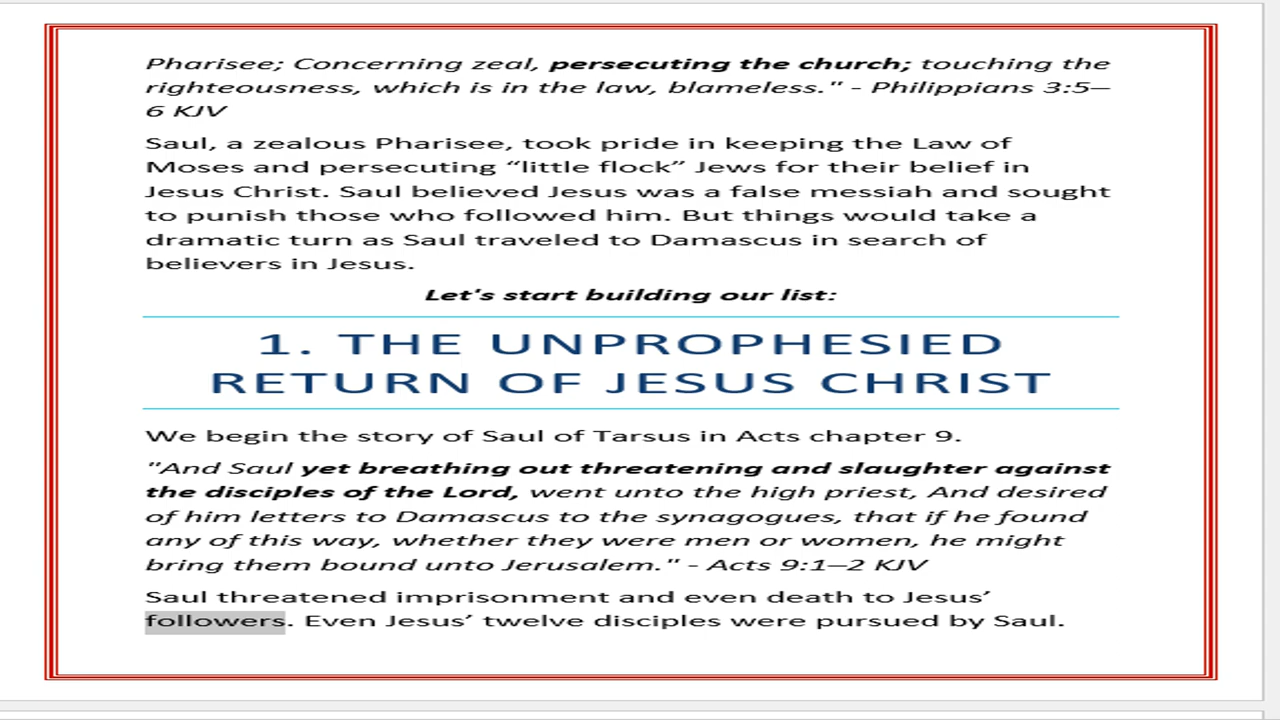 Pharisee; Concerning zeal, persecuting the church; touching the
righteousness, which is in the law, blameless." - Philippians 3:5–
6 KJV
Saul, a zealous Pharisee, took pride in keeping the Law of
Moses and persecuting “little flock” Jews for their belief in
Jesus Christ. Saul believed Jesus was a false messiah and sought
to punish those who followed him. But things would take a
dramatic turn as Saul traveled to Damascus in search of
believers in Jesus.
Let's start building our list:
1. THE UNPROPHESIED
RETURN OF JESUS CHRIST
We begin the story of Saul of Tarsus in Acts chapter 9.
"And Saul yet breathing out threatening and slaughter against
the disciples of the Lord, went unto the high priest, And desired
of him letters to Damascus to the synagogues, that if he found
any of this way, whether they were men or women, he might
bring them bound unto Jerusalem." - Acts 9:1–2 KJV
Saul threatened imprisonment and even death to Jesus’
followers. Even Jesus’ twelve disciples were pursued by Saul.